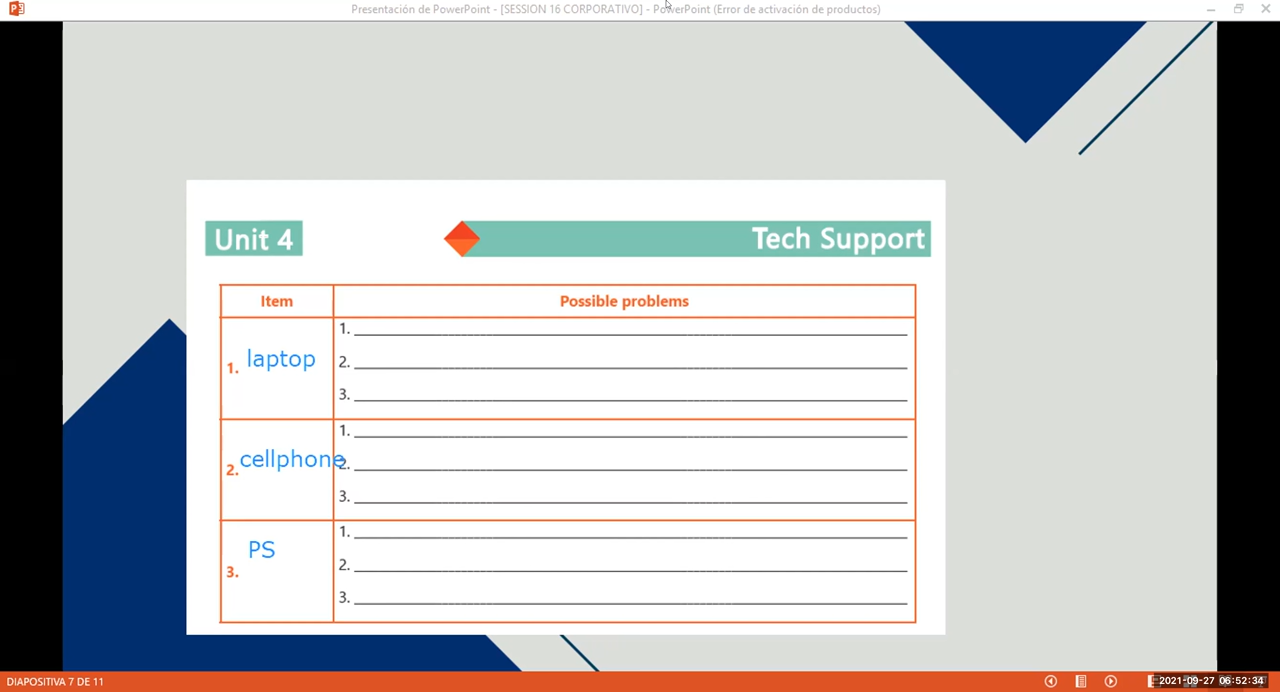 Presentación de PowerPoint - [SESSION 16 CORPORATIVO] - PowerPoint (Error de activación de productos)
Unit 4
Tech Support
Item
Possible problems
1. laptop
1.
2.
3.
2. cellphone
1.
2.
3.
3. PS
1.
2.
3.
DIAPOSITIVA 7 DE 11
2021-09-27 06:52:34